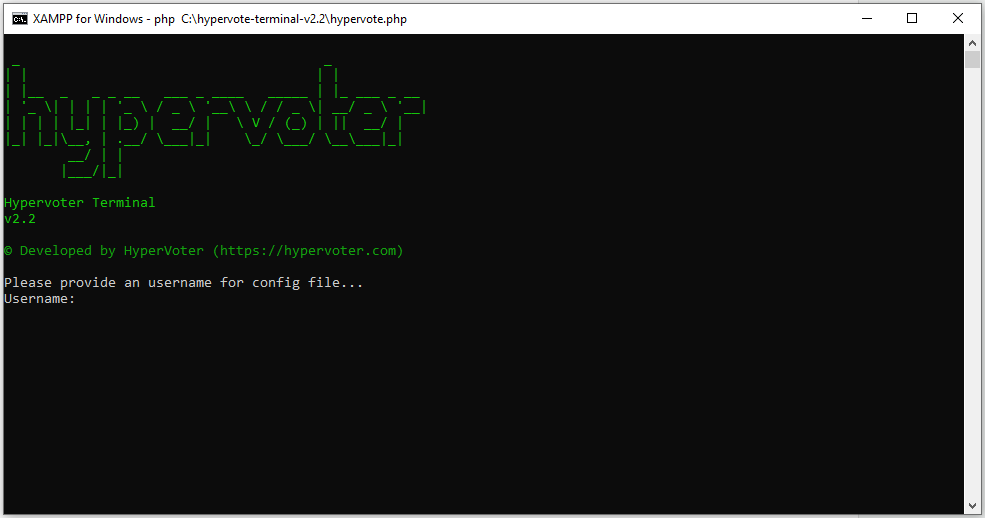 XAMPP for Windows - php C:\hypervote-terminal-v2.2\hypervote.php
hypervoter
Hypervoter Terminal
v2.2
© Developed by HyperVoter (https://hypervoter.com)
Please provide an username for config file...
Username: